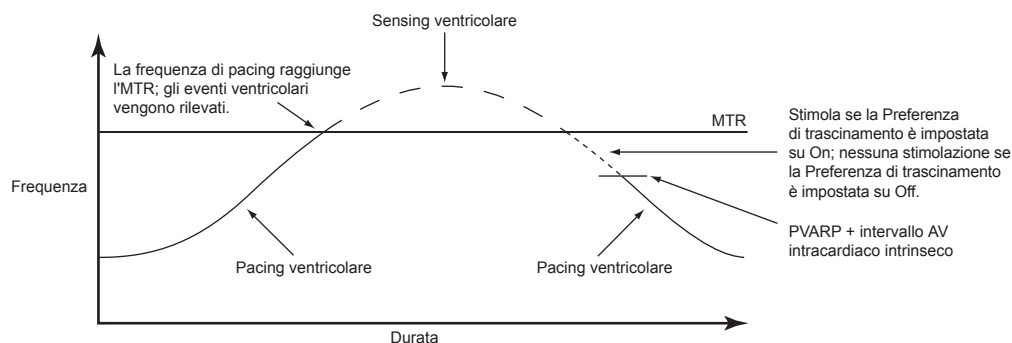 Sensing ventricolare
La frequenza di pacing raggiunge
l'MTR; gli eventi ventricolari
vengono rilevati.
MTR
Stimola se la Preferenza
di trascinamento è impostata
su On; nessuna stimolazione se
la Preferenza di trascinamento
è impostata su Off.
Frequenza
PVARP + intervallo AV
intracardiaco intrinseco
Pacing ventricolare
Pacing ventricolare
Durata